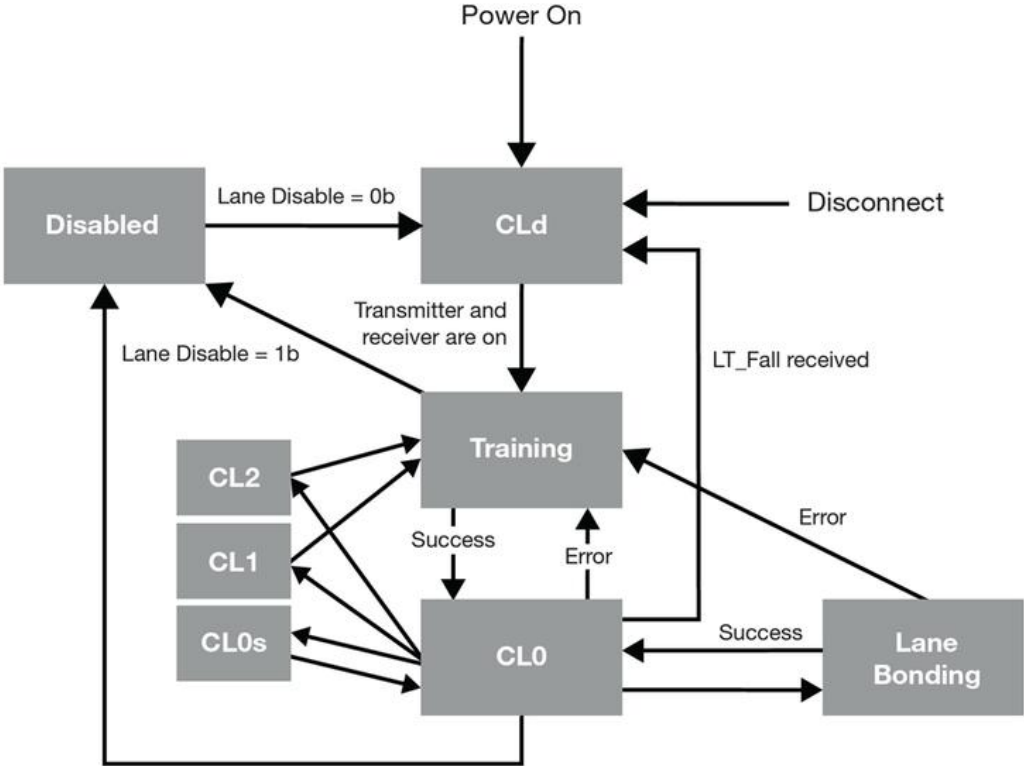 Power On
Lane Disable = 0b
Disabled
CLd
Disconnect
Transmitter and
receiver are on
Lane Disable = 1b
LT_Fall received
Training
CL2
Error
Success
Error
CL1
CL0s
CL0
Success
Lane
Bonding